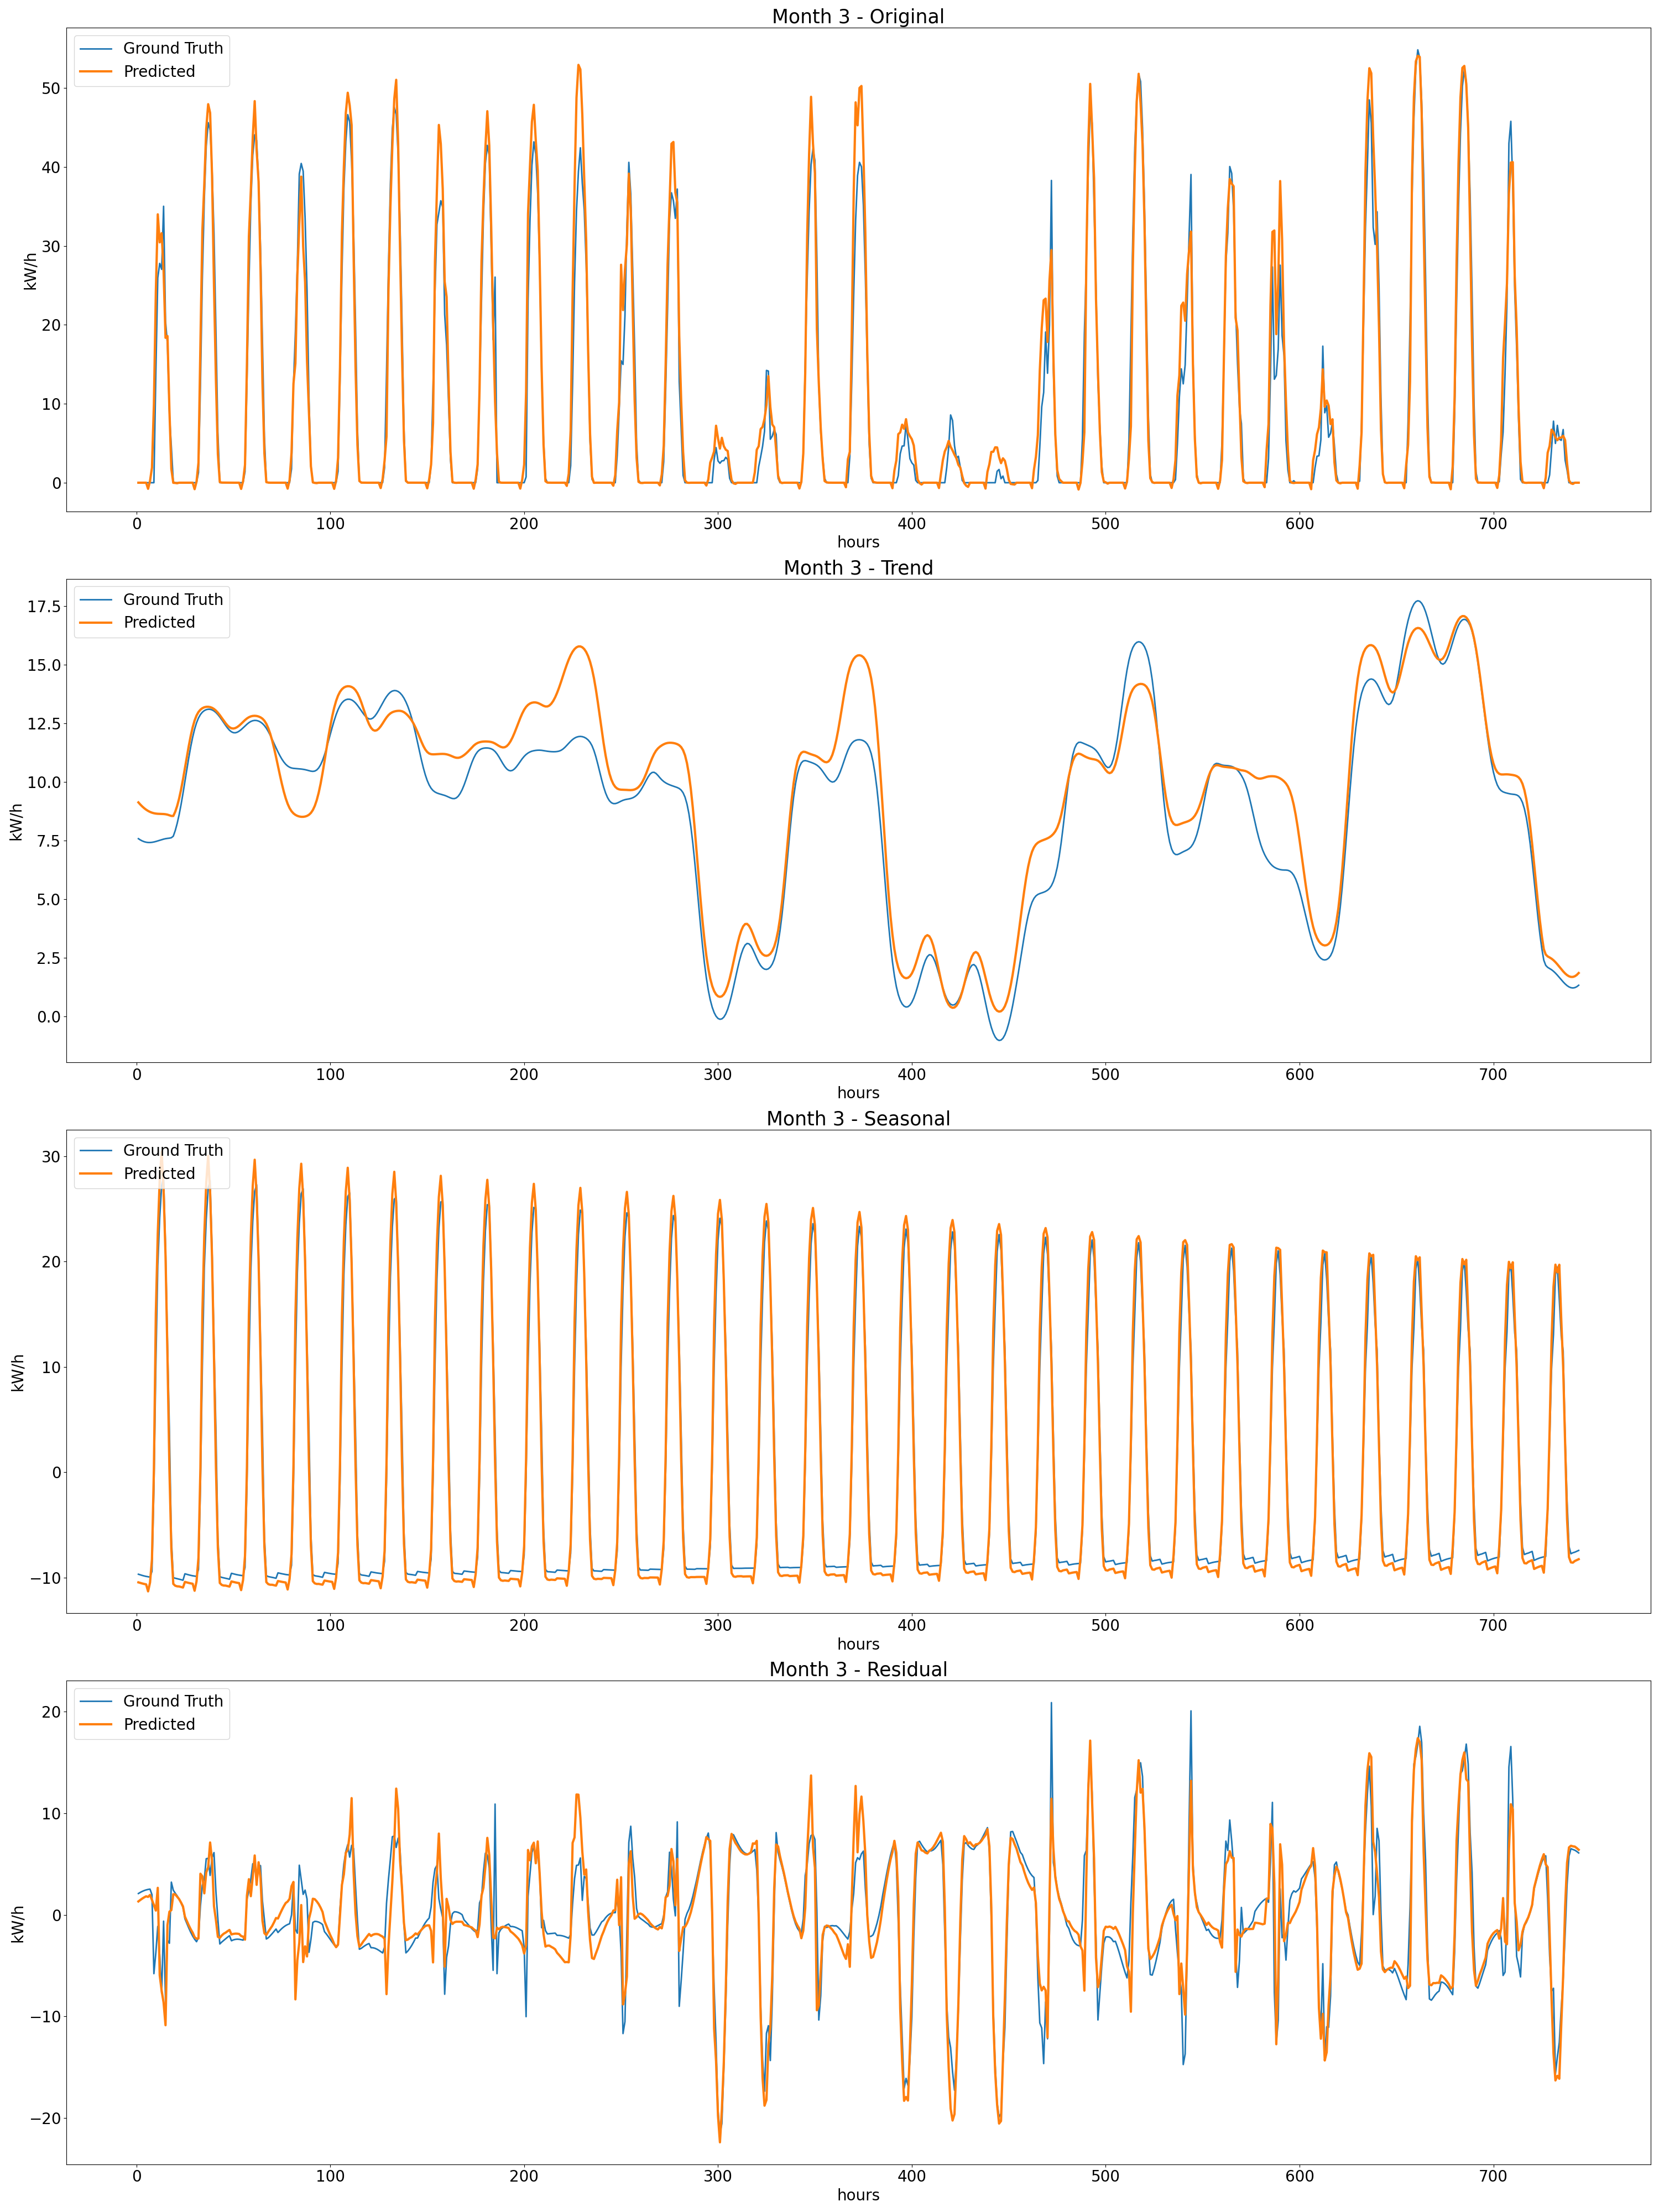 Month 3 - Original
Ground Truth
Predicted
kW/h
50
40
30
20
10
0
0 100 200 300 400 500 600 700
hours
Month 3 - Trend
Ground Truth
Predicted
kW/h
17.5
15.0
12.5
10.0
7.5
5.0
2.5
0.0
0 100 200 300 400 500 600 700
hours
Month 3 - Seasonal
Ground Truth
Predicted
kW/h
30
20
10
0
−10
0 100 200 300 400 500 600 700
hours
Month 3 - Residual
Ground Truth
Predicted
kW/h
20
10
0
−10
−20
0 100 200 300 400 500 600 700
hours